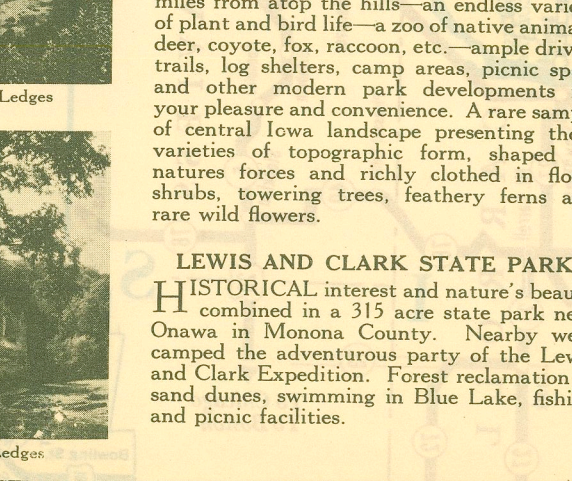 Ledges
Ledges
miles from atop the hills—an endless varie
of plant and bird life—a zoo of native anima
deer, coyote, fox, raccoon, etc.—ample driv
trails, log shelters, camp areas, picnic sp
and other modern park developments
your pleasure and convenience. A rare samp
of central Iowa landscape presenting the
varieties of topographic form, shaped
natures forces and richly clothed in flo
shrubs, towering trees, feathery ferns a
rare wild flowers.
LEWIS AND CLARK STATE PARK
HISTORICAL interest and nature's beau
combined in a 315 acre state park ne
Onawa in Monona County. Nearby we
camped the adventurous party of the Lew
and Clark Expedition. Forest reclamation
sand dunes, swimming in Blue Lake, fishi
and picnic facilities.